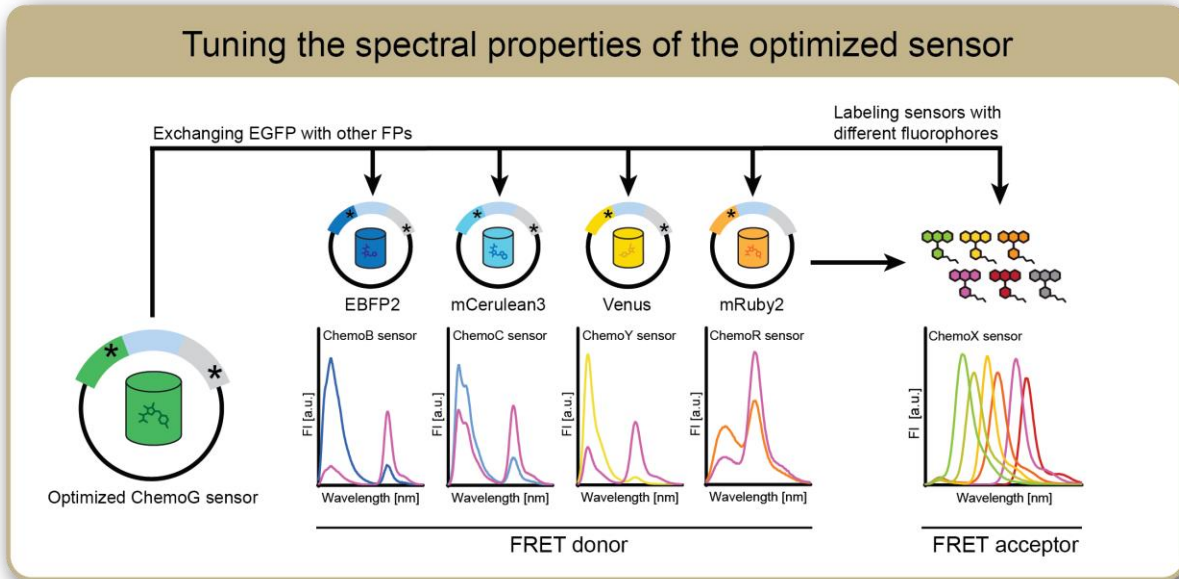 Tuning the spectral properties of the optimized sensor
Exchanging EGFP with other FPs
Labeling sensors with
different fluorophores
* * * * * * *
EBFP2 mCerulean3 Venus mRuby2
* *
Optimized ChemoG sensor
ChemoB sensor ChemoC sensor ChemoY sensor ChemoR sensor ChemoX sensor
FI [a.u.] FI [a.u.] FI [a.u.] FI [a.u.] FI [a.u.]
Wavelength [nm] Wavelength [nm] Wavelength [nm] Wavelength [nm] Wavelength [nm]
FRET donor FRET acceptor